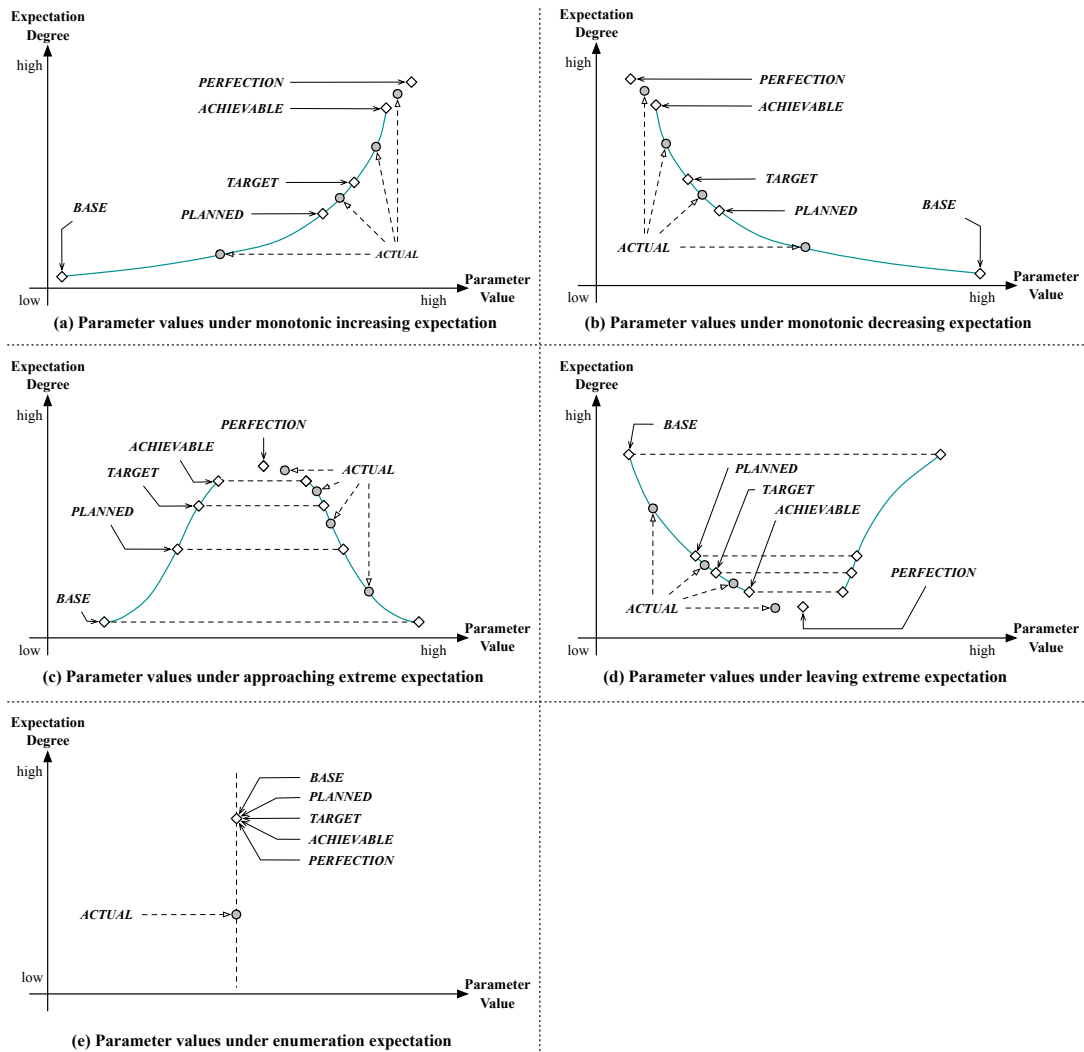 Expectation
Degree
high
PERFECTION
ACHIEVABLE
TARGET
PLANNED
BASE
ACTUAL
low
high
Parameter
Value
(a) Parameter values under monotonic increasing expectation
Expectation
Degree
high
PERFECTION
ACHIEVABLE
TARGET
PLANNED
BASE
ACTUAL
low
high
Parameter
Value
(b) Parameter values under monotonic decreasing expectation
Expectation
Degree
high
PERFECTION
ACHIEVABLE
TARGET
ACTUAL
PLANNED
BASE
low
high
Parameter
Value
(c) Parameter values under approaching extreme expectation
Expectation
Degree
high
BASE
PLANNED
TARGET
ACHIEVABLE
PERFECTION
ACTUAL
low
high
Parameter
Value
(d) Parameter values under leaving extreme expectation
Expectation
Degree
high
BASE
PLANNED
TARGET
ACHIEVABLE
PERFECTION
ACTUAL
low
Parameter
Value
(e) Parameter values under enumeration expectation